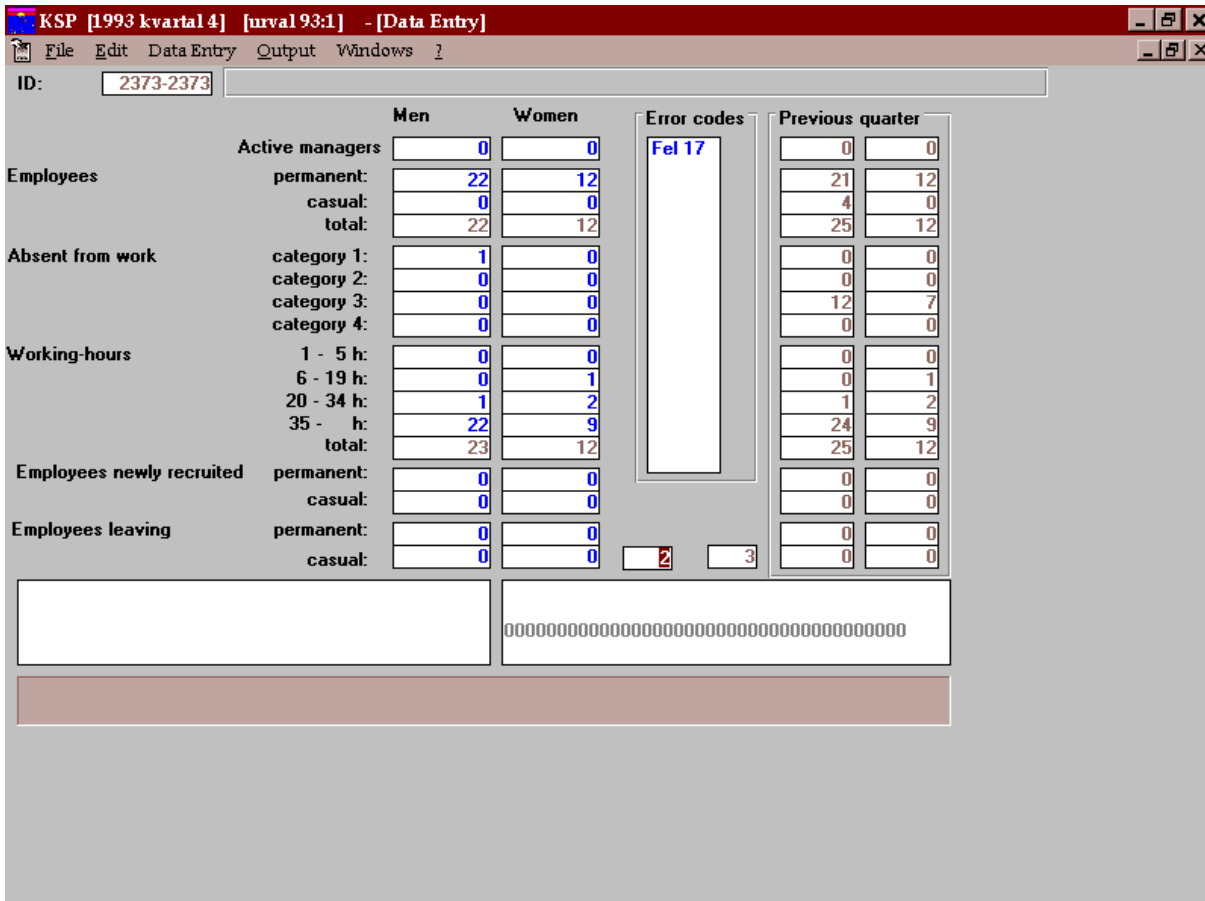 KSP [1993 kvartal 4] [urval 93:1] - [Data Entry]
File Edit Data Entry Output Windows ?
ID: 2373-2373
Men Women Error codes Previous quarter
Active managers 0 0 Fel 17 0 0
Employees permanent: 22 12 21 12
casual: 0 0 4 0
total: 22 12 25 12
Absent from work category 1: 1 0 0 0
category 2: 0 0 0 0
category 3: 0 0 12 7
category 4: 0 0 0 0
Working-hours 1 - 5 h: 0 0 0 0
6 - 19 h: 0 1 0 1
20 - 34 h: 1 2 1 2
35 - h: 22 9 24 9
total: 23 12 25 12
Employees newly recruited permanent: 0 0 0 0
casual: 0 0 0 0
Employees leaving permanent: 0 0 0 0
casual: 0 0 2 3 0 0
000000000000000000000000000000000000